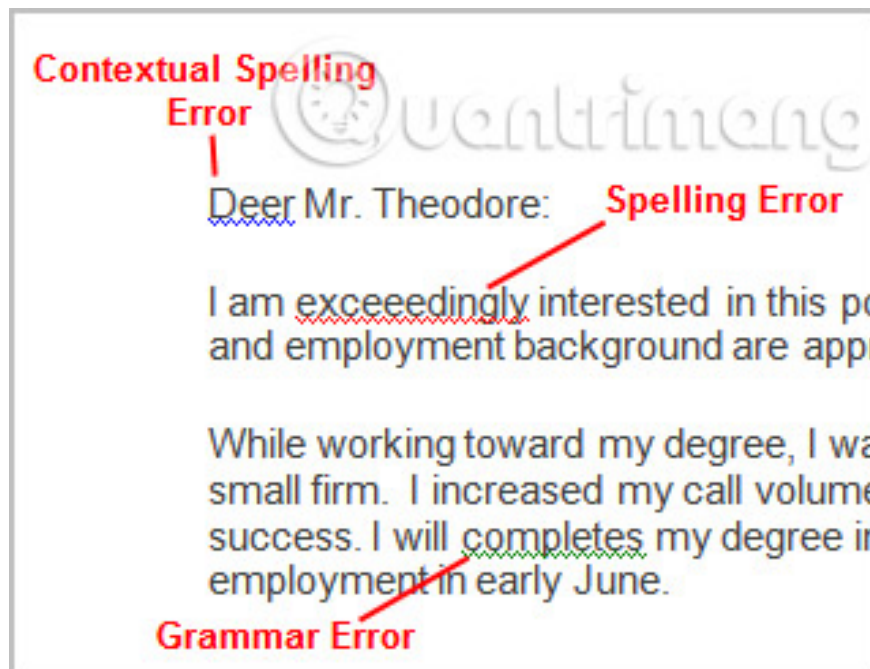 Contextual Spelling
Error
Quantrimang
Deer Mr. Theodore:
Spelling Error
I am exceeedingly interested in this po
and employment background are appr
While working toward my degree, I wa
small firm. I increased my call volume
success. I will completes my degree in
employment in early June.
Grammar Error